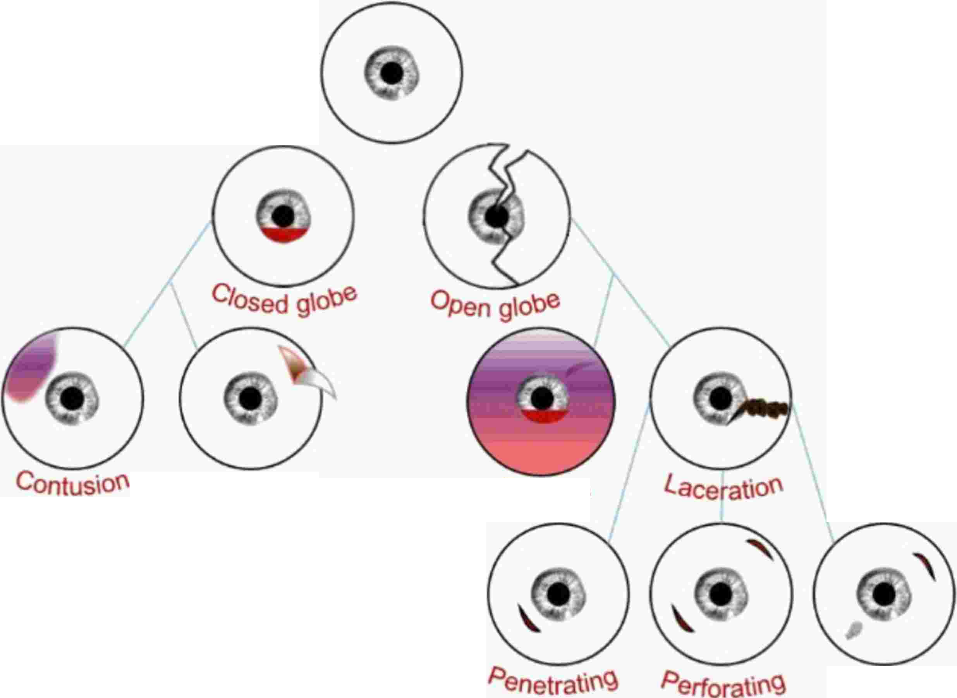 Closed globe
Open globe
Contusion
Laceration
Penetrating
Perforating